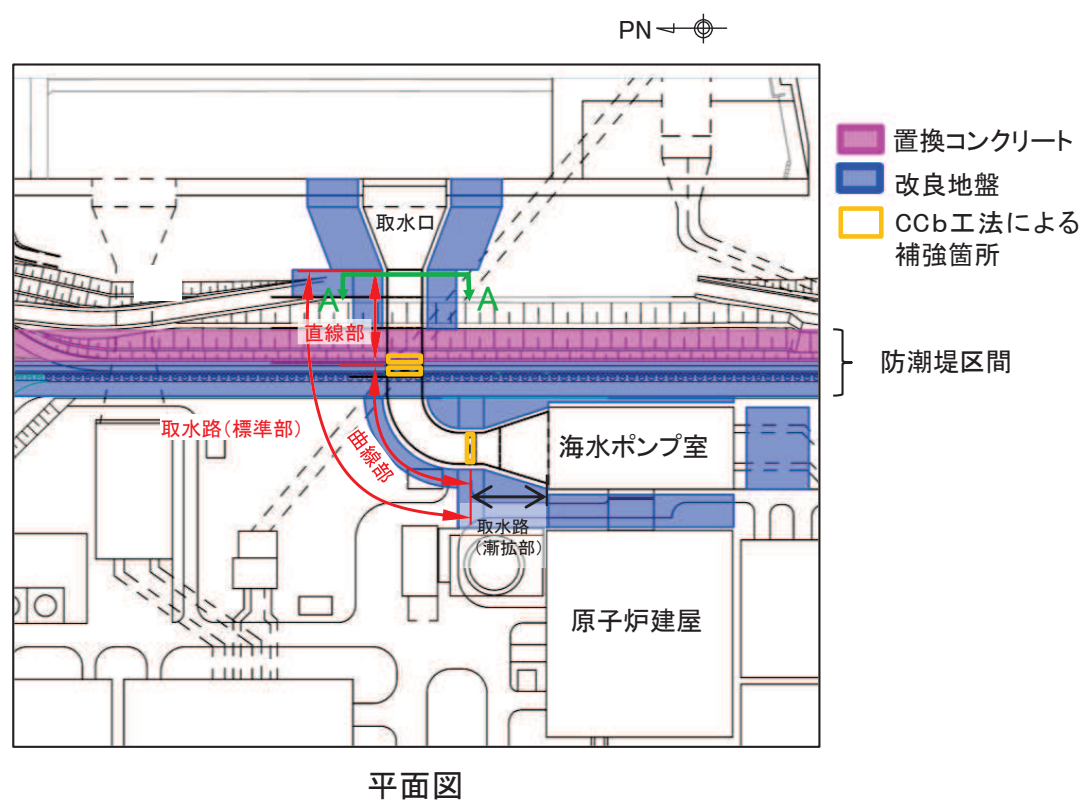 PN
置換コンクリート
改良地盤
CCb工法による
補強箇所
取水口
A
A
直線部
防潮堤区間
取水路(標準部)
曲線部
海水ポンプ室
取水路
(漸拡部)
原子炉建屋
平面図